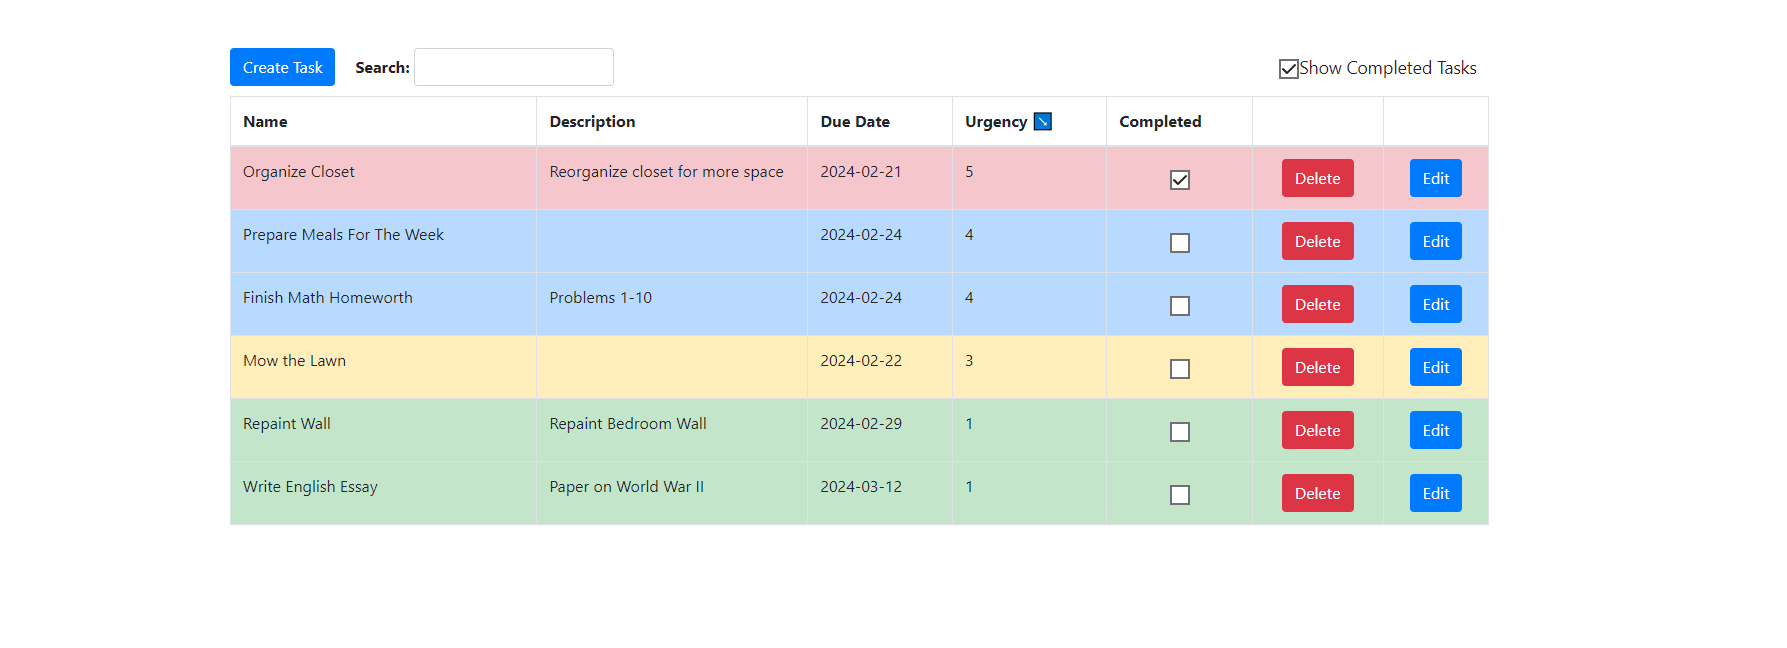 Create Task Search: Show Completed Tasks
Name Description Due Date Urgency ↘ Completed
Organize Closet Reorganize closet for more space 2024-02-21 5 Delete Edit
Prepare Meals For The Week 2024-02-24 4 Delete Edit
Finish Math Homeworth Problems 1-10 2024-02-24 4 Delete Edit
Mow the Lawn 2024-02-22 3 Delete Edit
Repaint Wall Repaint Bedroom Wall 2024-02-29 1 Delete Edit
Write English Essay Paper on World War II 2024-03-12 1 Delete Edit